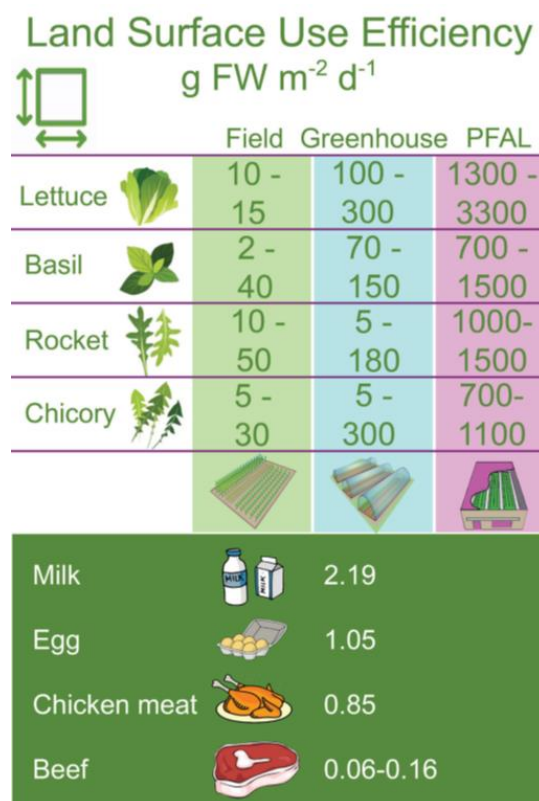 Land Surface Use Efficiency
g FW m⁻² d⁻¹
Field Greenhouse PFAL
Lettuce 10 - 100 - 1300 -
15 300 3300
Basil 2 - 70 - 700 -
40 150 1500
Rocket 10 - 5 - 1000-
50 180 1500
Chicory 5 - 5 - 700-
30 300 1100
Milk MILK MILK 2.19
Egg 1.05
Chicken meat 0.85
Beef 0.06-0.16